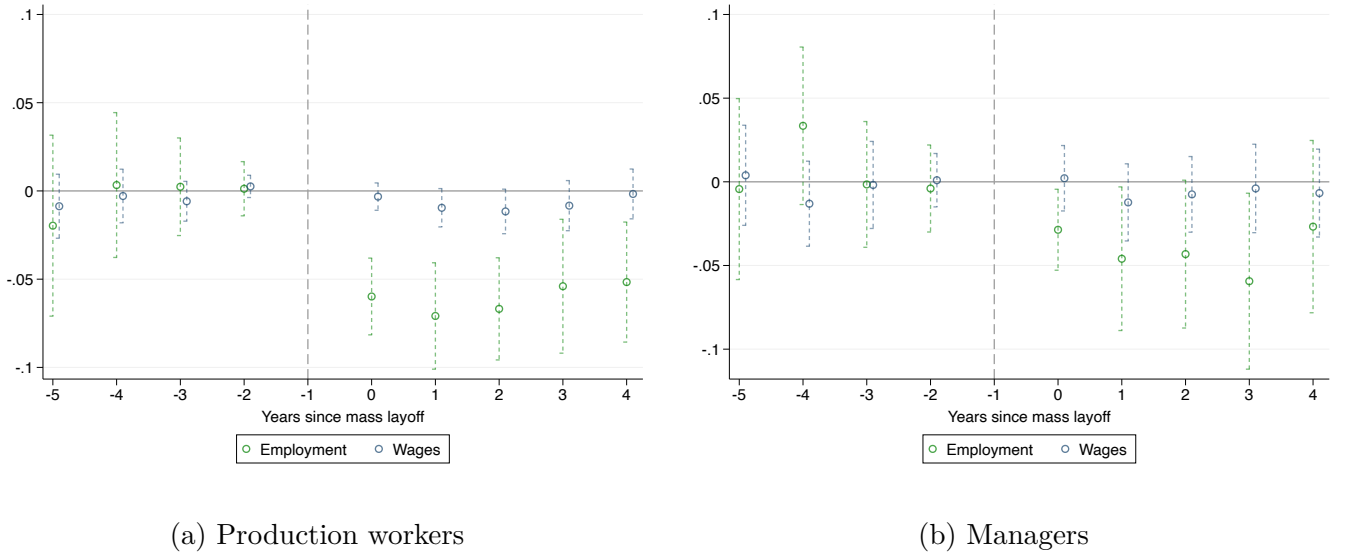 .1
.05
0
-.05
-.1
-5 -4 -3 -2 -1 0 1 2 3 4
Years since mass layoff
Employment Wages
(a) Production workers
.1
.05
0
-.05
-.1
-5 -4 -3 -2 -1 0 1 2 3 4
Years since mass layoff
Employment Wages
(b) Managers